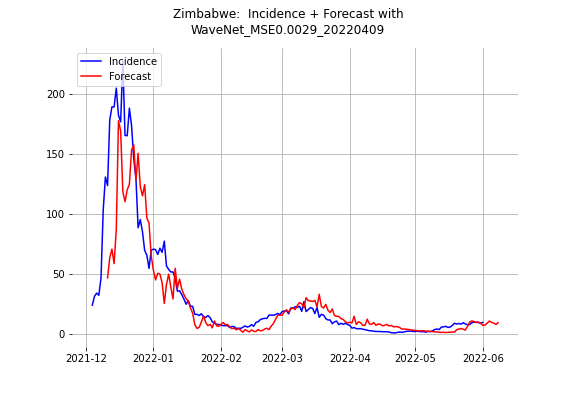 Zimbabwe:  Incidence + Forecast with
WaveNet_MSE0.0029_20220409
Incidence
Forecast
200
150
100
50
0
2021-12 2022-01 2022-02 2022-03 2022-04 2022-05 2022-06